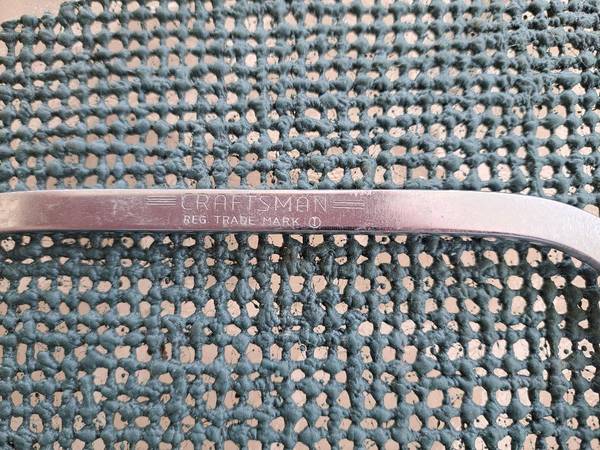 CRAFTSMAN
REG. TRADE MARK Ⓘ